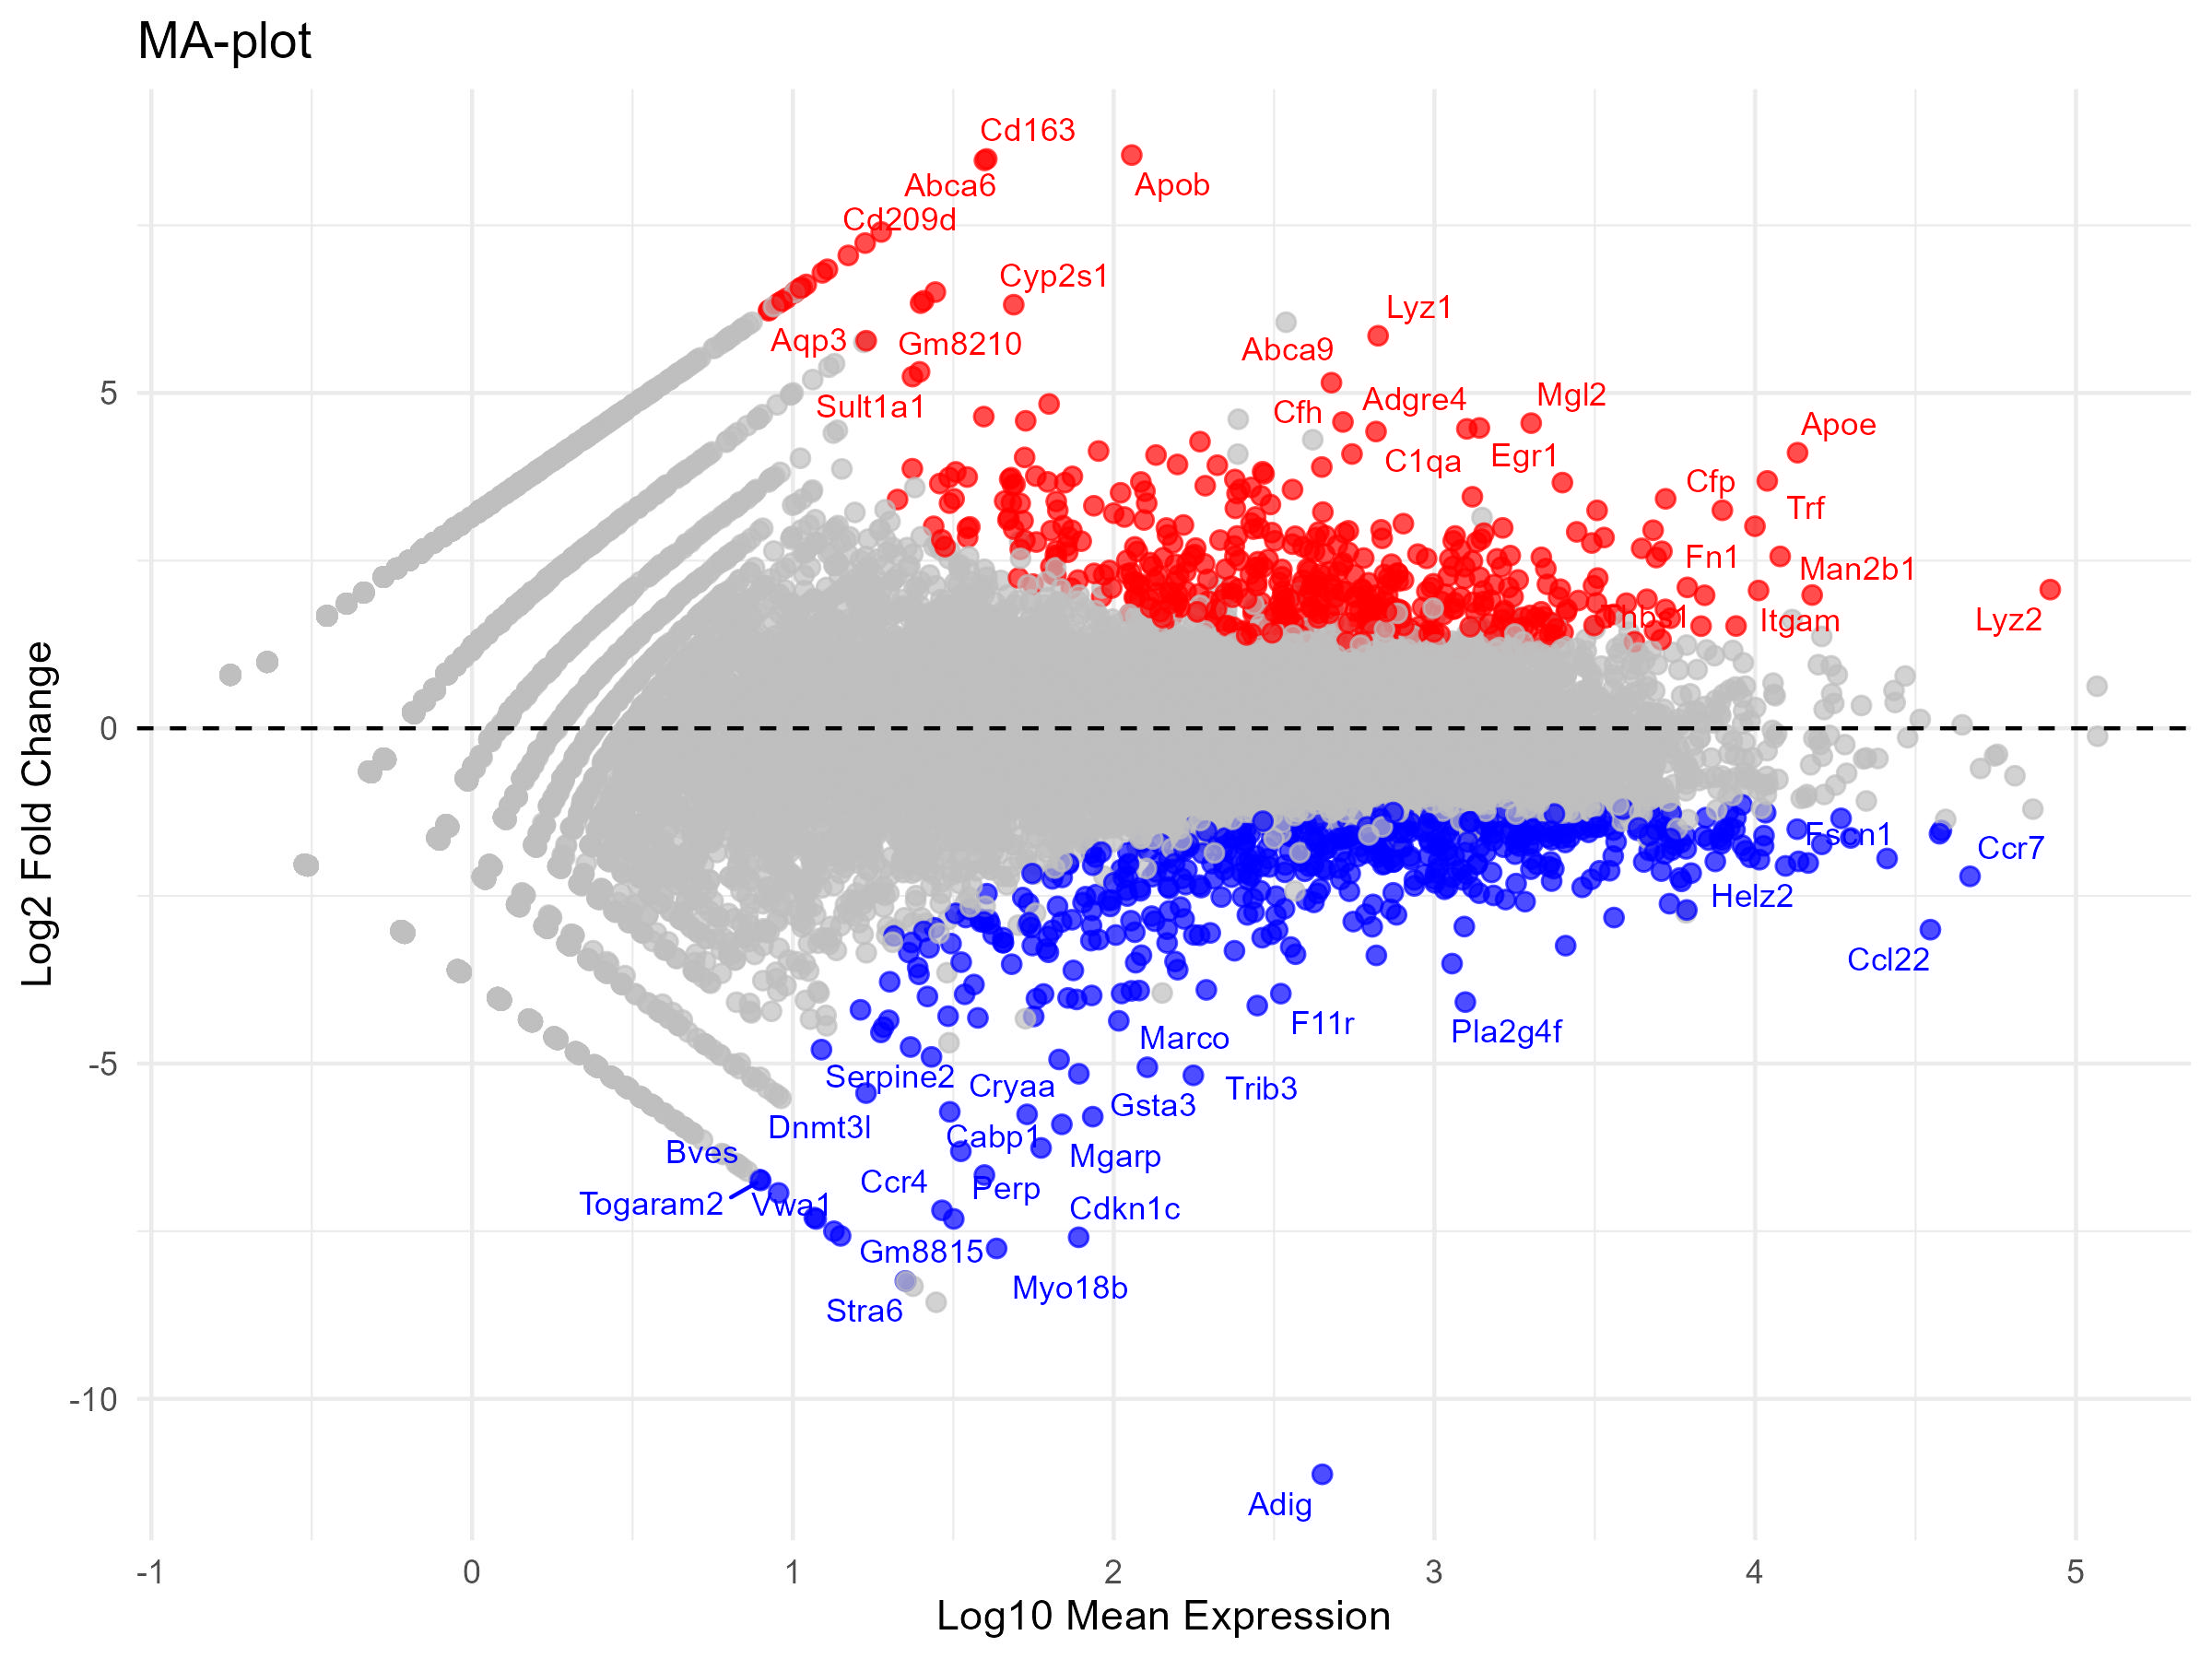 MA-plot
Cd163
Abca6
Apob
Cd209d
Cyp2s1
Lyz1
Aqp3
Gm8210
Abca9
Sult1a1
Cfh
Adgre4
Mgl2
Apoe
C1qa
Egr1
Cfp
Trf
Fn1
Man2b1
Thbs1
Itgam
Lyz2
Fscn1
Ccr7
Helz2
Ccl22
F11r
Pla2g4f
Marco
Serpine2
Cryaa
Trib3
Gsta3
Dnmt3l
Cabp1
Bves
Mgarp
Ccr4
Perp
Togaram2
Vwa1
Cdkn1c
Gm8815
Myo18b
Stra6
Adig
5
0
-5
-10
-1
0
1
2
3
4
5
Log2 Fold Change
Log10 Mean Expression